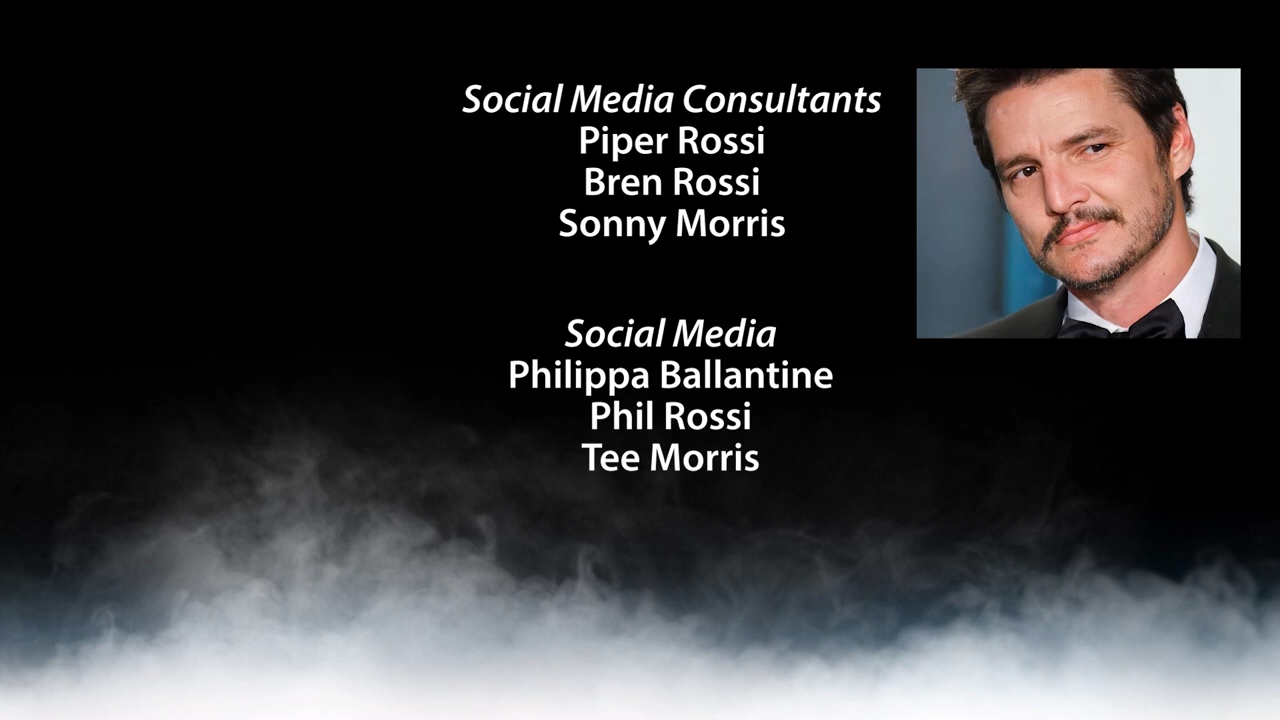 Social Media Consultants
Piper Rossi
Bren Rossi
Sonny Morris
Social Media
Philippa Ballantine
Phil Rossi
Tee Morris